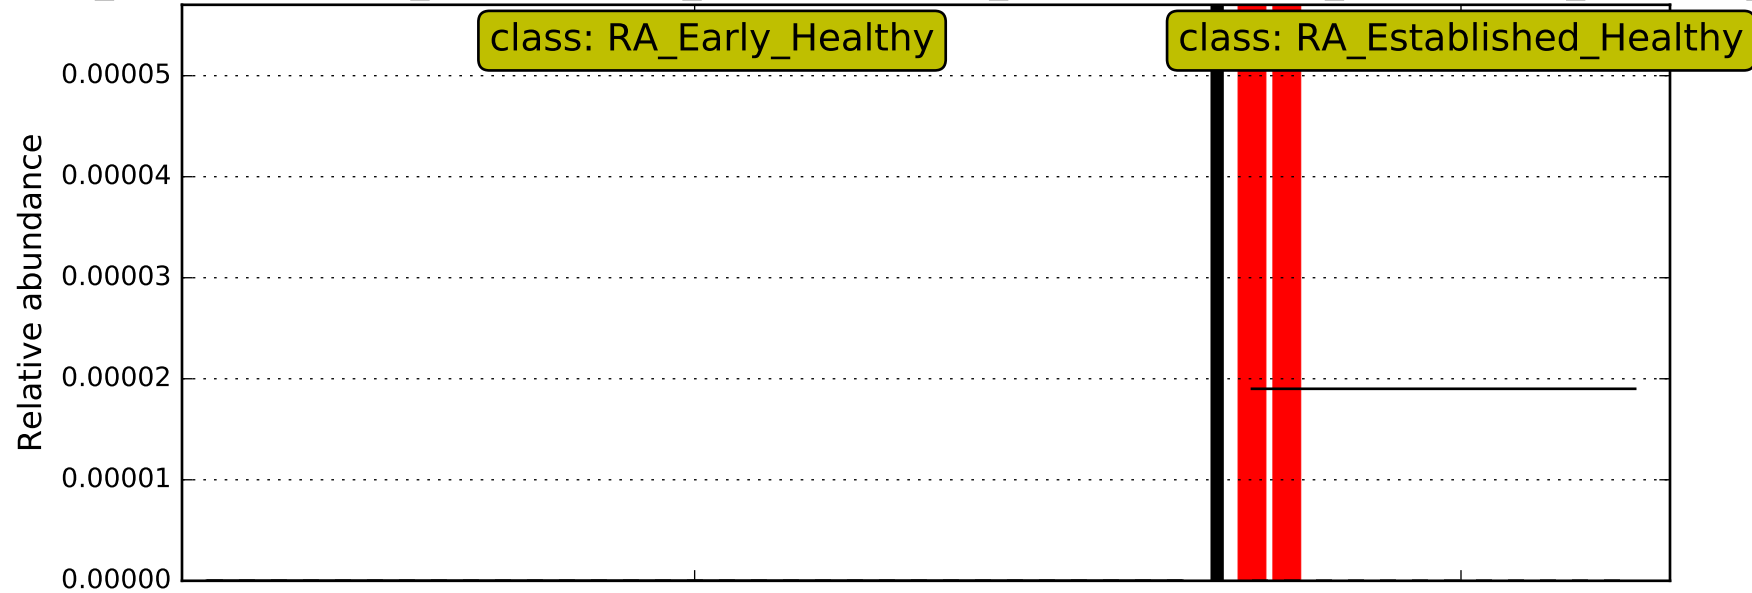 class: RA_Early_Healthy
class: RA_Established_Healthy
0.00005
0.00004
0.00003
0.00002
0.00001
0.00000
Relative abundance